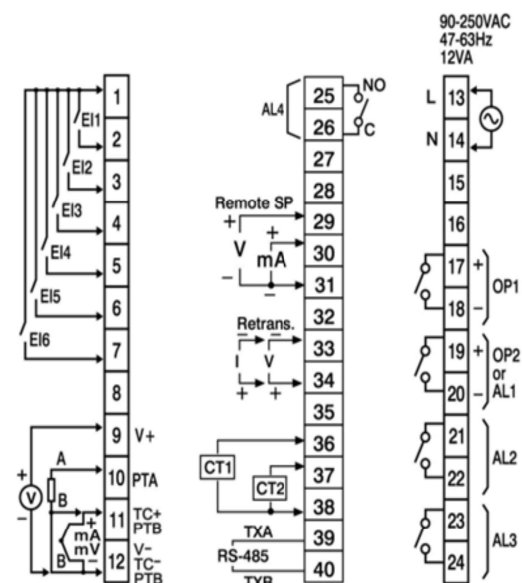 90-250VAC
47-63Hz
12VA
1
EI1
2
EI2
3
EI3
4
EI4
5
EI5
6
EI6
7
8
9 V+
+
V
−
A
B
10 PTA
11 TC+
PTB
+
mA
mV
−
B
12 V−
TC−
PTB
AL4
25 NO
26 C
27
28
Remote SP
29
+
V
−
+
mA
−
30
31
32
Retrans.
33
− −
I V
+ +
34
35
36
CT1
37
CT2
38
TXA
39
RS-485
40
TXB
L 13
N 14
15
16
17 +
OP1
18 −
19 +
OP2
or
AL1
20 −
21
AL2
22
23
AL3
24